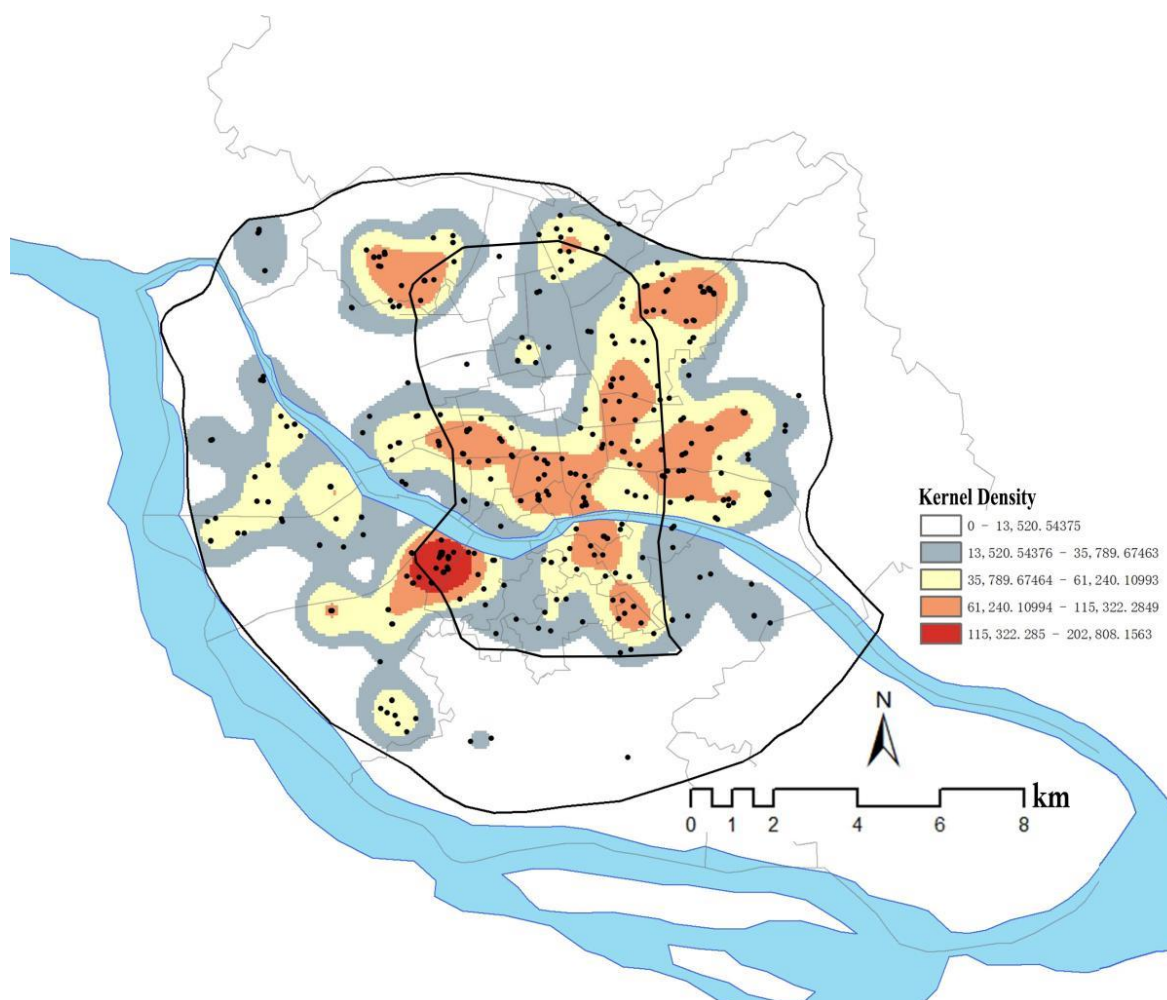 Kernel Density
0 - 13,520.54375
13,520.54376 - 35,789.67463
35,789.67464 - 61,240.10993
61,240.10994 - 115,322.2849
115,322.285 - 202,808.1563
N
km
0 1 2 4 6 8